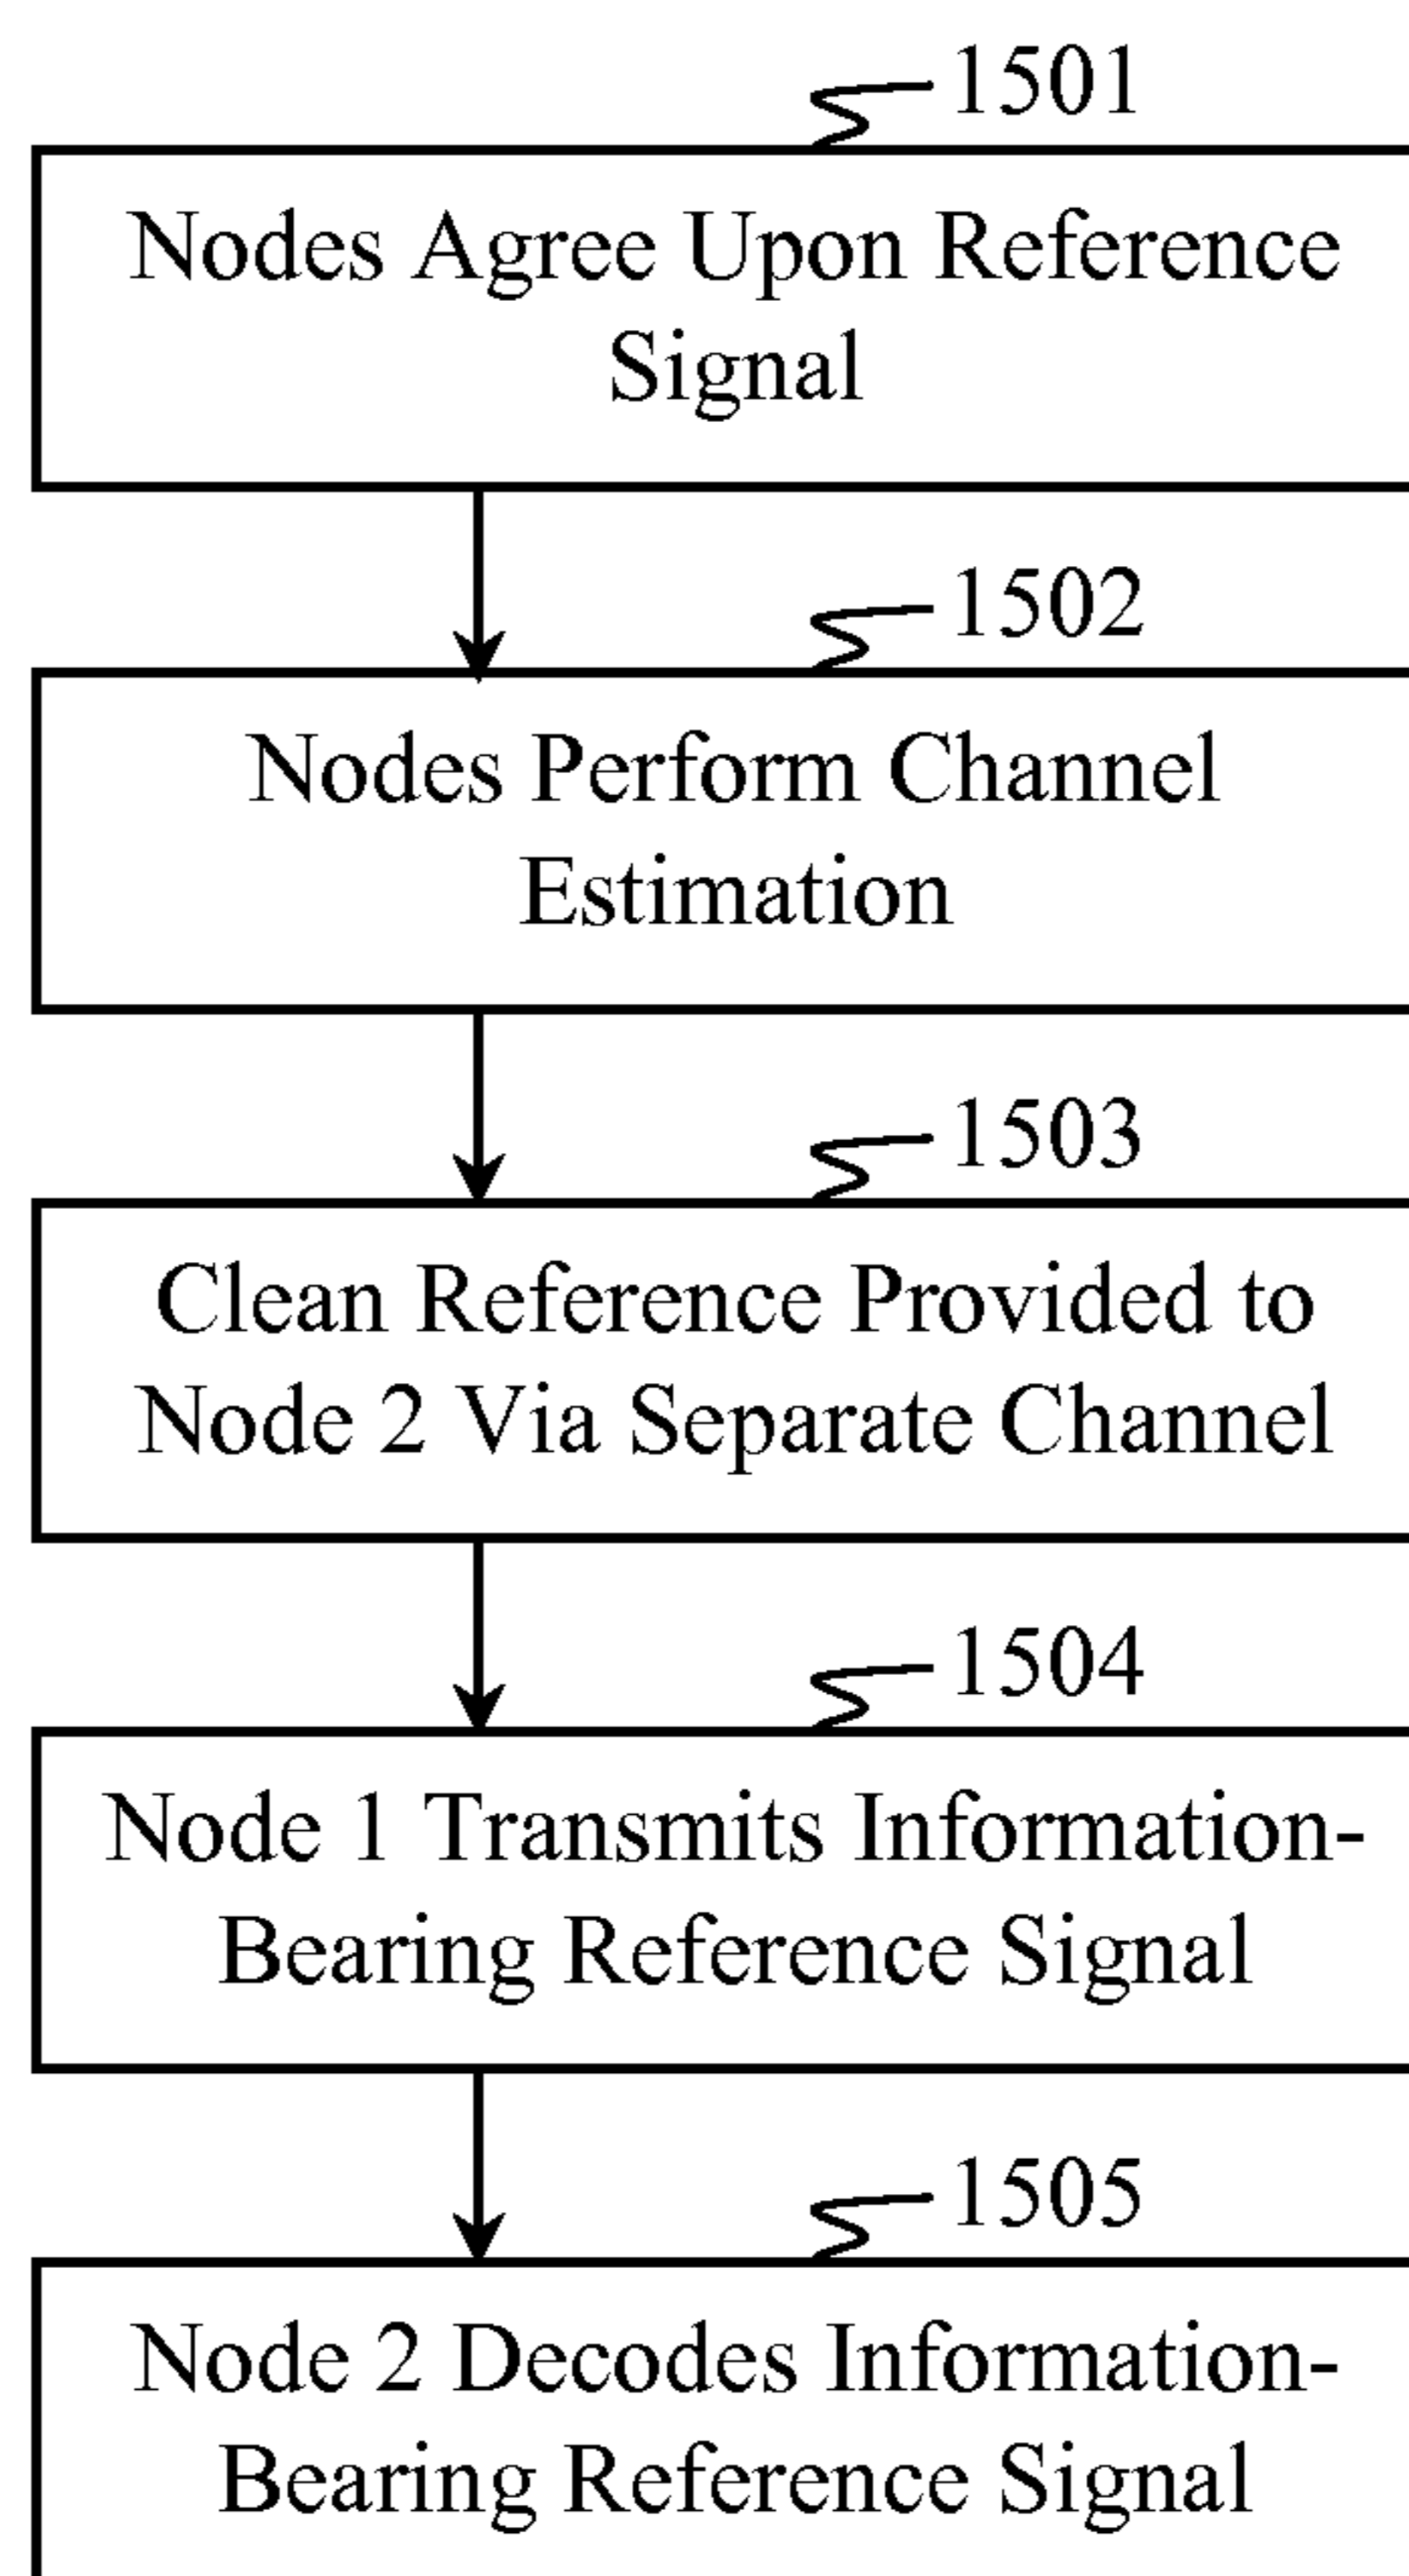 1501
Nodes Agree Upon Reference
Signal
1502
Nodes Perform Channel
Estimation
1503
Clean Reference Provided to
Node 2 Via Separate Channel
1504
Node 1 Transmits Information-
Bearing Reference Signal
1505
Node 2 Decodes Information-
Bearing Reference Signal